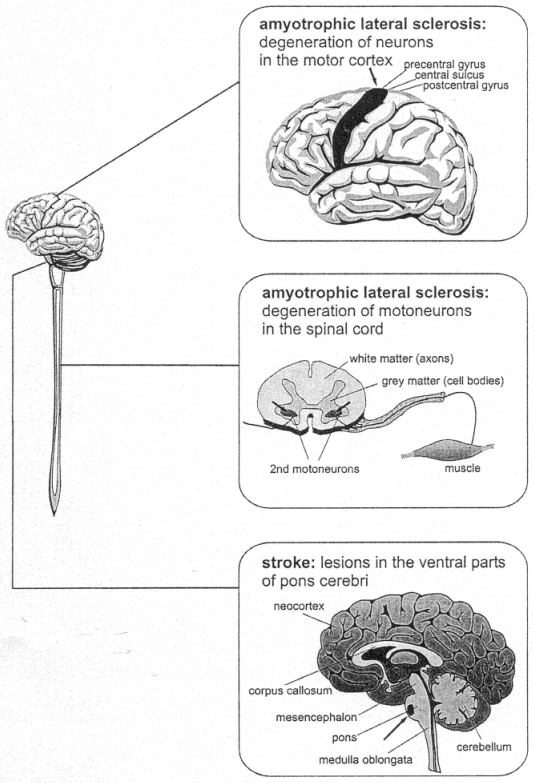 amyotrophic lateral sclerosis:
degeneration of neurons
in the motor cortex
precentral gyrus
central sulcus
postcentral gyrus
amyotrophic lateral sclerosis:
degeneration of motoneurons
in the spinal cord
white matter (axons)
grey matter (cell bodies)
2nd motoneurons
muscle
stroke: lesions in the ventral parts
of pons cerebri
neocortex
corpus callosum
mesencephalon
pons
medulla oblongata
cerebellum